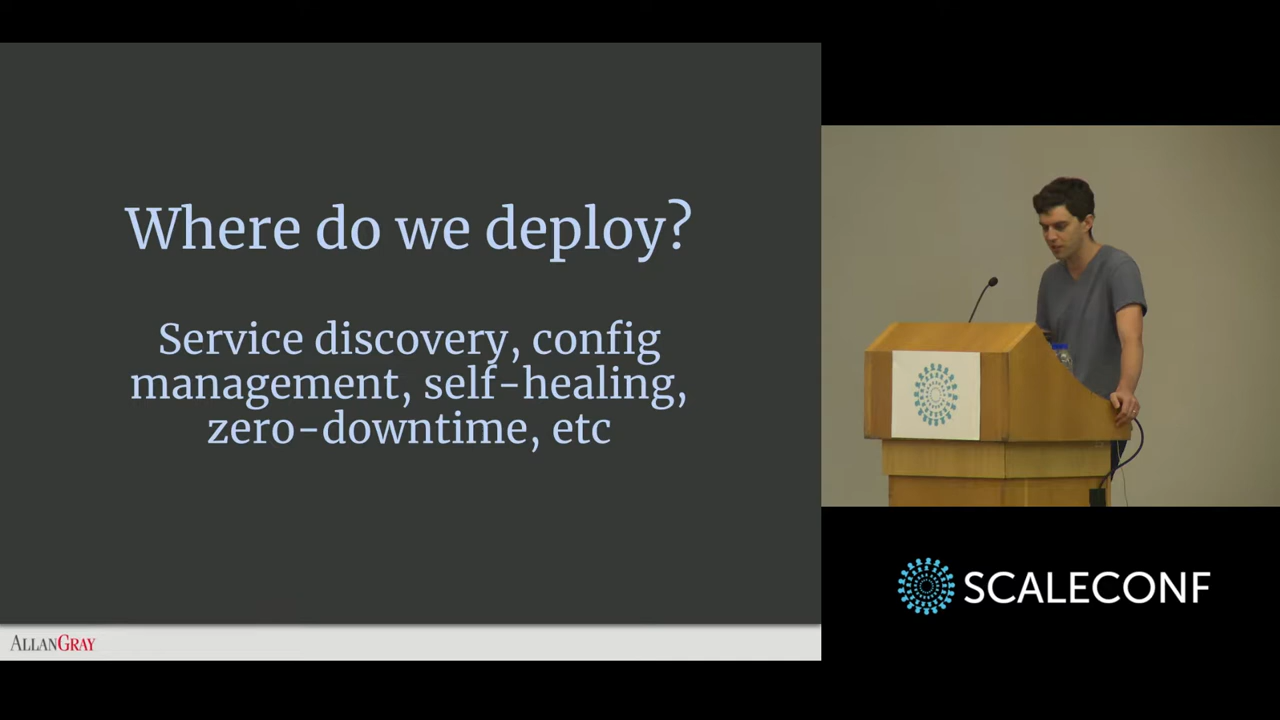 Where do we deploy?
Service discovery, config
management, self-healing,
zero-downtime, etc
ALLANGRAY
SCALECONF